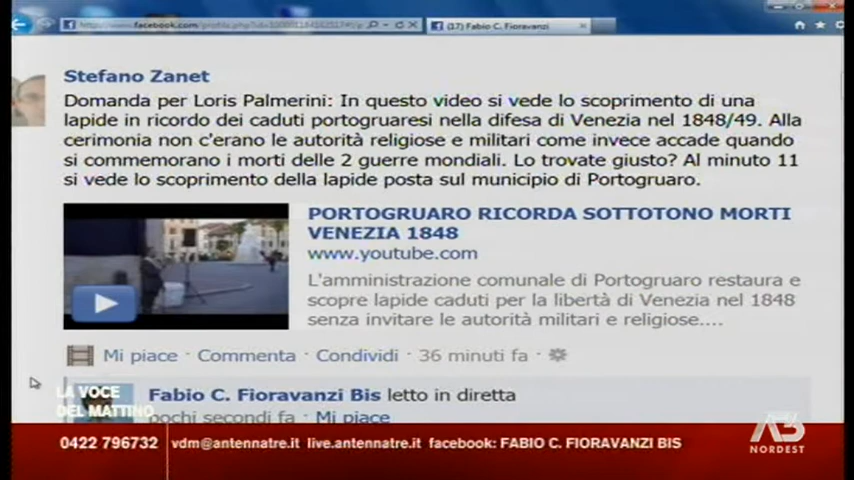 (17) Fabio C. Fioravanzi
Stefano Zanet
Domanda per Loris Palmerini: In questo video si vede lo scoprimento di una
lapide in ricordo dei caduti portogruaresi nella difesa di Venezia nel 1848/49. Alla
cerimonia non c'erano le autorità religiose e militari come invece accade quando
si commemorano i morti delle 2 guerre mondiali. Lo trovate giusto? Al minuto 11
si vede lo scoprimento della lapide posta sul municipio di Portogruaro.
PORTOGRUARO RICORDA SOTTOTONO MORTI
VENEZIA 1848
www.youtube.com
L'amministrazione comunale di Portogruaro restaura e
scopre lapide caduti per la libertà di Venezia nel 1848
senza invitare le autorità militari e religiose....
Mi piace · Commenta · Condividi · 36 minuti fa ·
Fabio C. Fioravanzi Bis letto in diretta
pochi secondi fa · Mi piace
LA VOCE
DEL MATTINO
0422 796732 vdm@antennatre.it live.antennatre.it facebook: FABIO C. FIORAVANZI BIS
A3
NORDEST